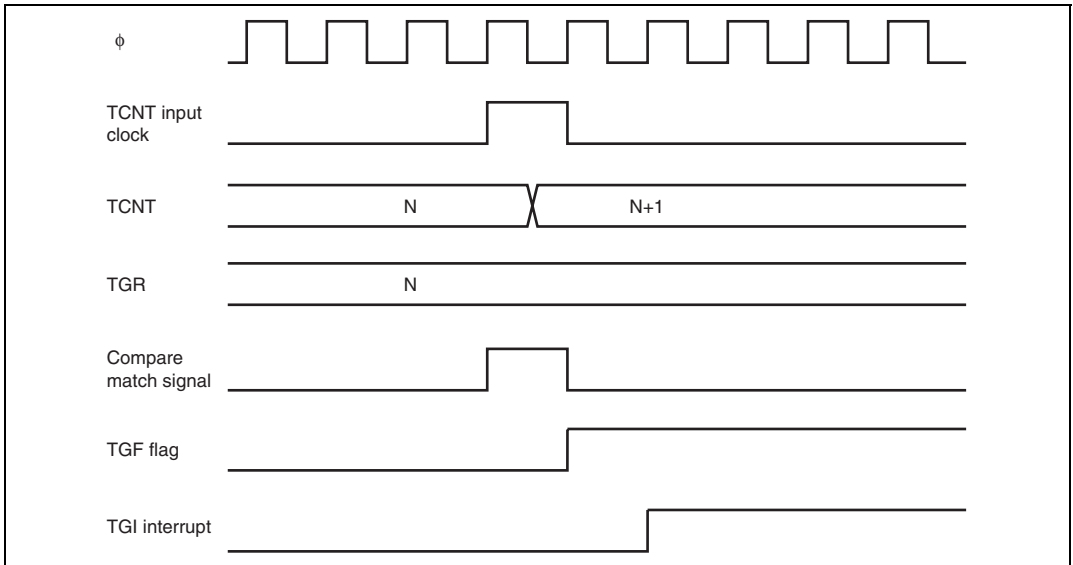 ϕ
TCNT input
clock
TCNT
N
N+1
TGR
N
Compare
match signal
TGF flag
TGI interrupt